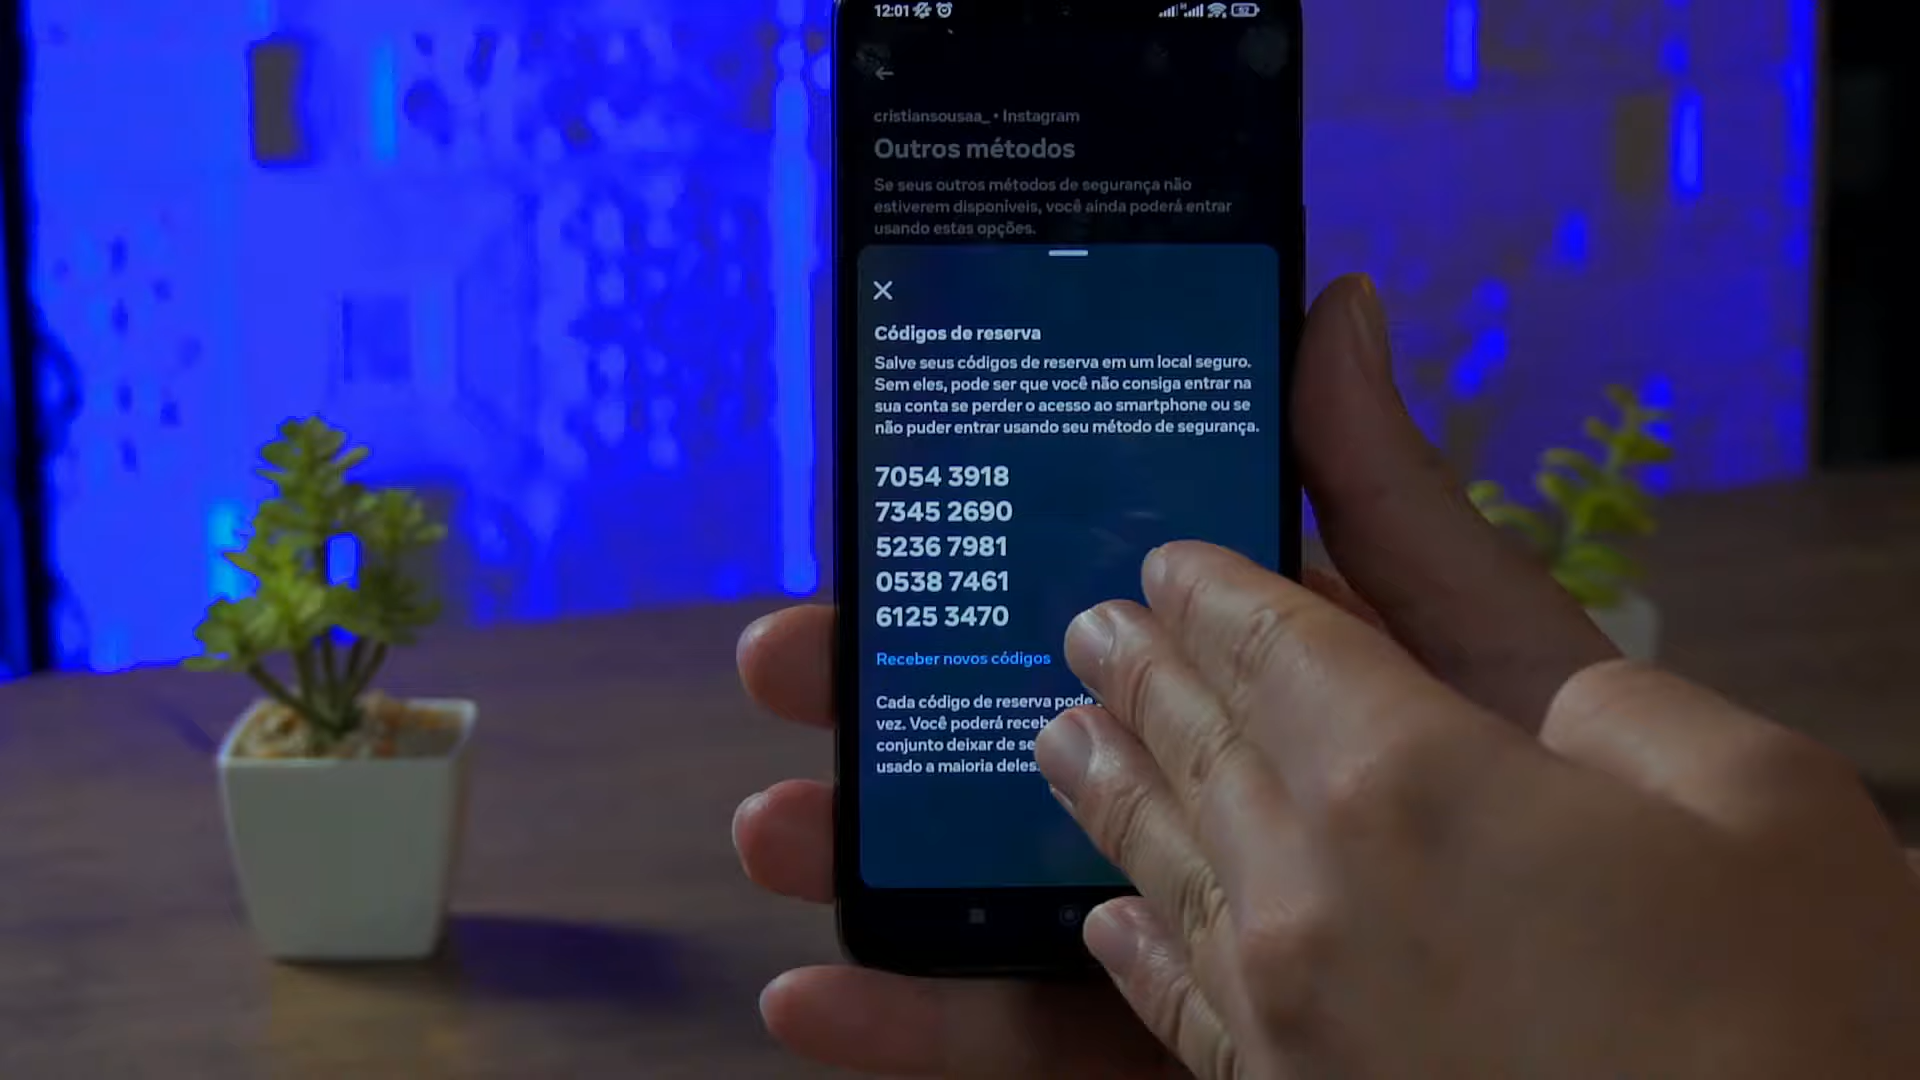 12:01
52
cristiansousaa_ • Instagram
Outros métodos
Se seus outros métodos de segurança não
estiverem disponíveis, você ainda poderá entrar
usando estas opções.
Códigos de reserva
Salve seus códigos de reserva em um local seguro.
Sem eles, pode ser que você não consiga entrar na
sua conta se perder o acesso ao smartphone ou se
não puder entrar usando seu método de segurança.
7054 3918
7345 2690
5236 7981
0538 7461
6125 3470
Receber novos códigos
Cada código de reserva pode
vez. Você poderá receb
conjunto deixar de se
usado a maioria deles.